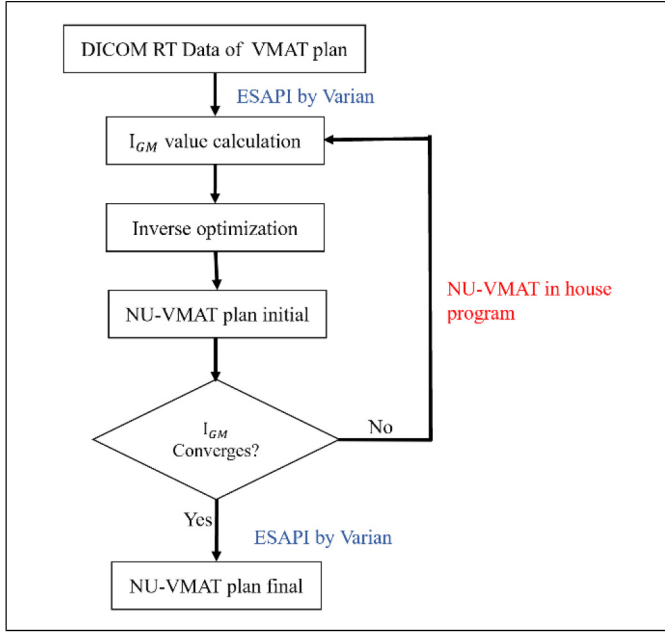 DICOM RT Data of VMAT plan
ESAPI by Varian
I_GM value calculation
Inverse optimization
NU-VMAT plan initial
NU-VMAT in house
program
I_GM
Converges?
No
Yes
ESAPI by Varian
NU-VMAT plan final